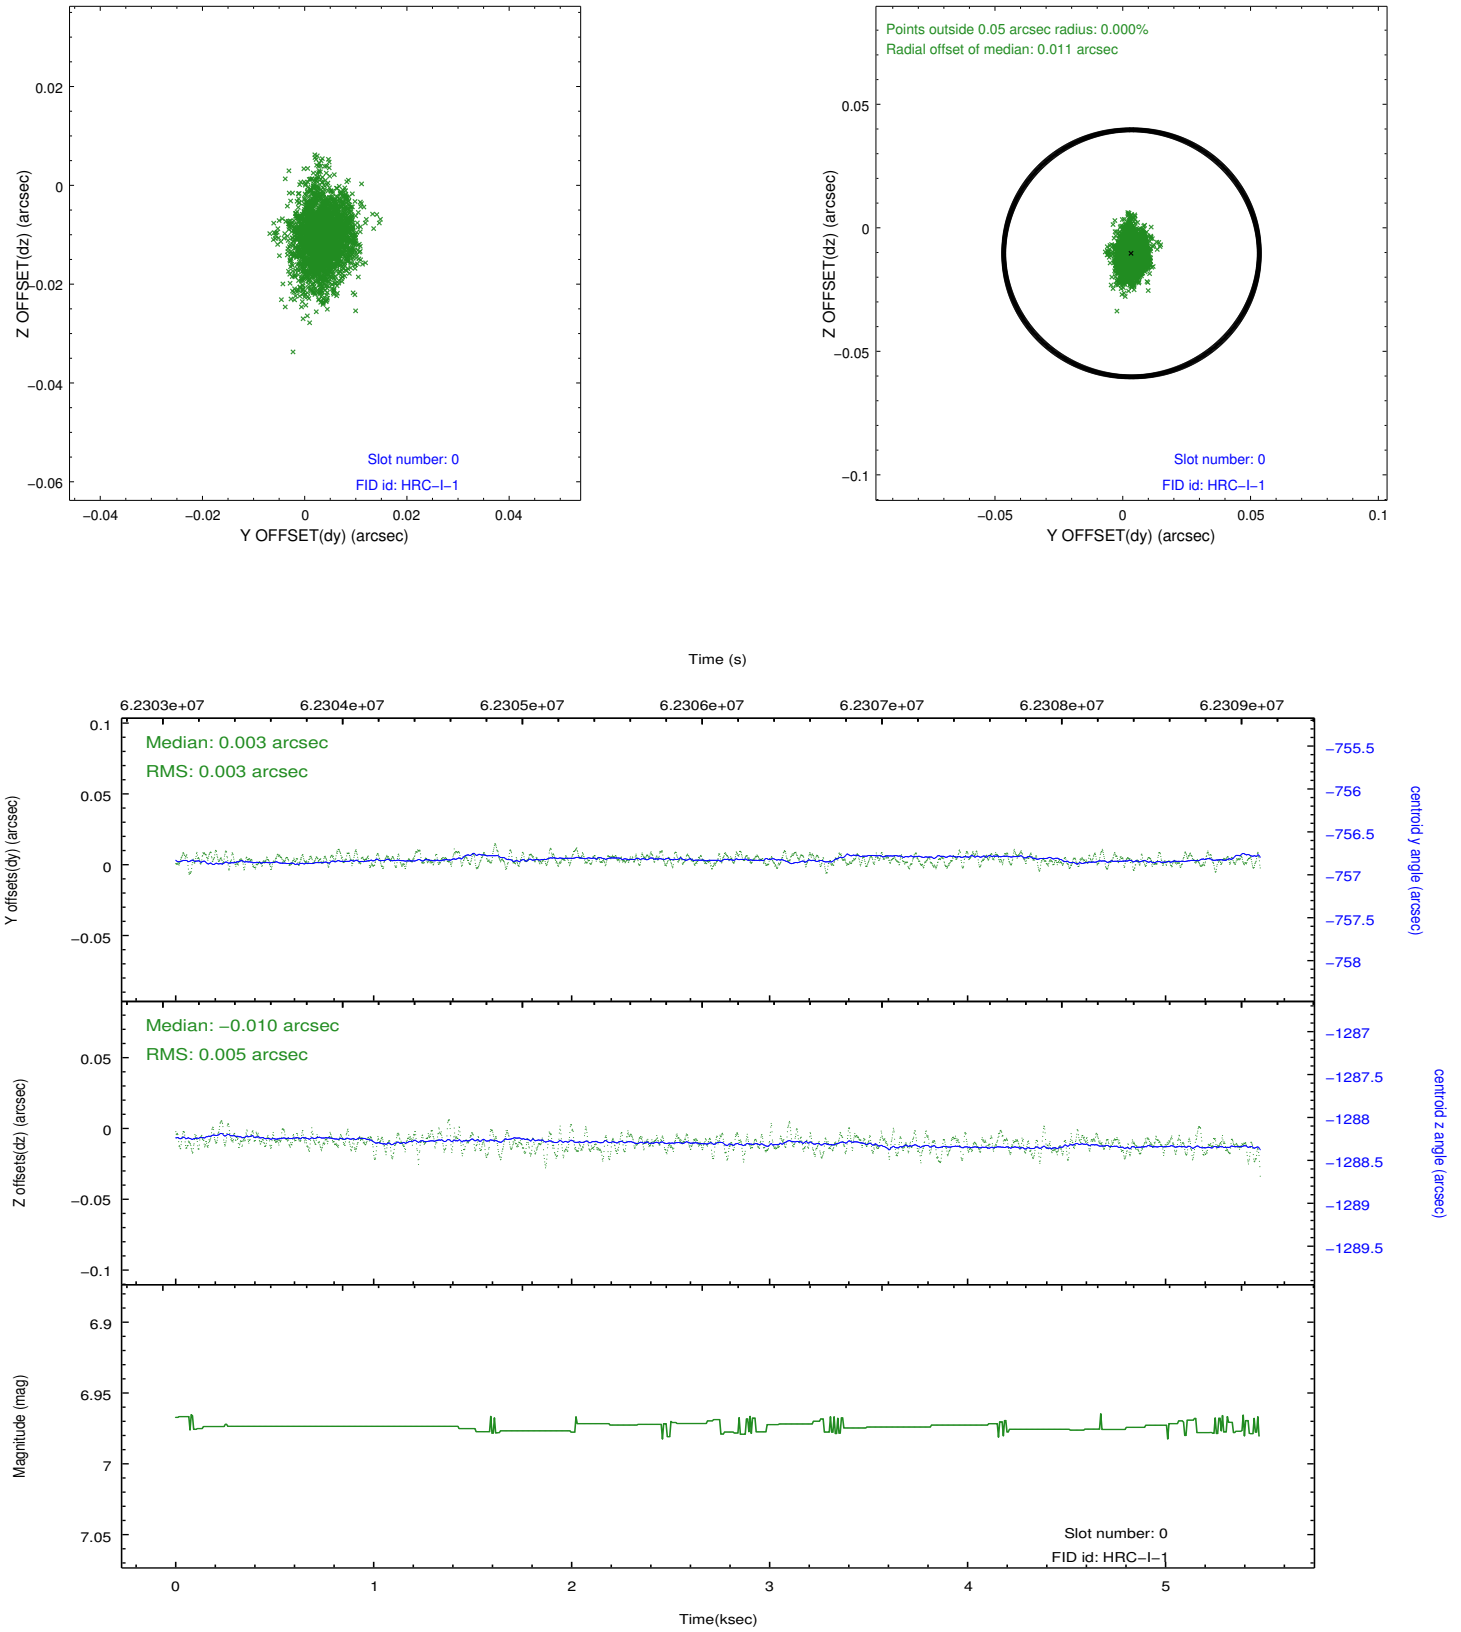 0.02
0
−0.02
−0.04
−0.06
Z OFFSET(dz) (arcsec)
Slot number: 0
FID id: HRC−I−1
−0.04
−0.02
0
0.02
0.04
Y OFFSET(dy) (arcsec)
Points outside 0.05 arcsec radius: 0.000%
Radial offset of median: 0.011 arcsec
0.05
0
−0.05
−0.1
Z OFFSET(dz) (arcsec)
Slot number: 0
FID id: HRC−I−1
−0.05
0
0.05
0.1
Y OFFSET(dy) (arcsec)
Time (s)
6.2303e+07
6.2304e+07
6.2305e+07
6.2306e+07
6.2307e+07
6.2308e+07
6.2309e+07
Median: 0.003 arcsec
RMS: 0.003 arcsec
0.1
0.05
0
−0.05
Y offsets(dy) (arcsec)
−755.5
−756
−756.5
−757
−757.5
−758
centroid y angle (arcsec)
Median: −0.010 arcsec
RMS: 0.005 arcsec
0.05
0
−0.05
−0.1
Z offsets(dz) (arcsec)
−1287
−1287.5
−1288
−1288.5
−1289
−1289.5
centroid z angle (arcsec)
6.9
6.95
7
7.05
Magnitude (mag)
Slot number: 0
FID id: HRC−I−1
0
1
2
3
4
5
Time(ksec)